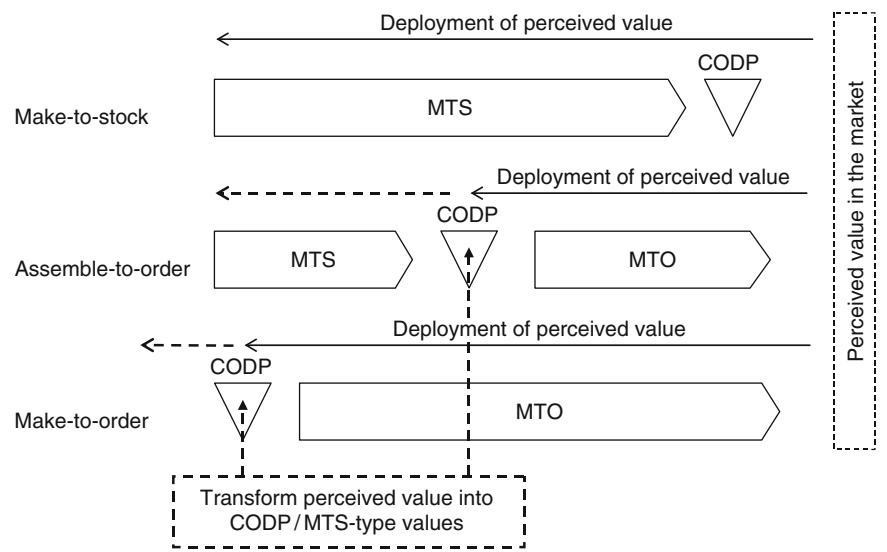 Deployment of perceived value
CODP
Make-to-stock
MTS
Deployment of perceived value
CODP
Assemble-to-order
MTS
MTO
Deployment of perceived value
CODP
Make-to-order
MTO
Transform perceived value into
CODP/MTS-type values
Perceived value in the market